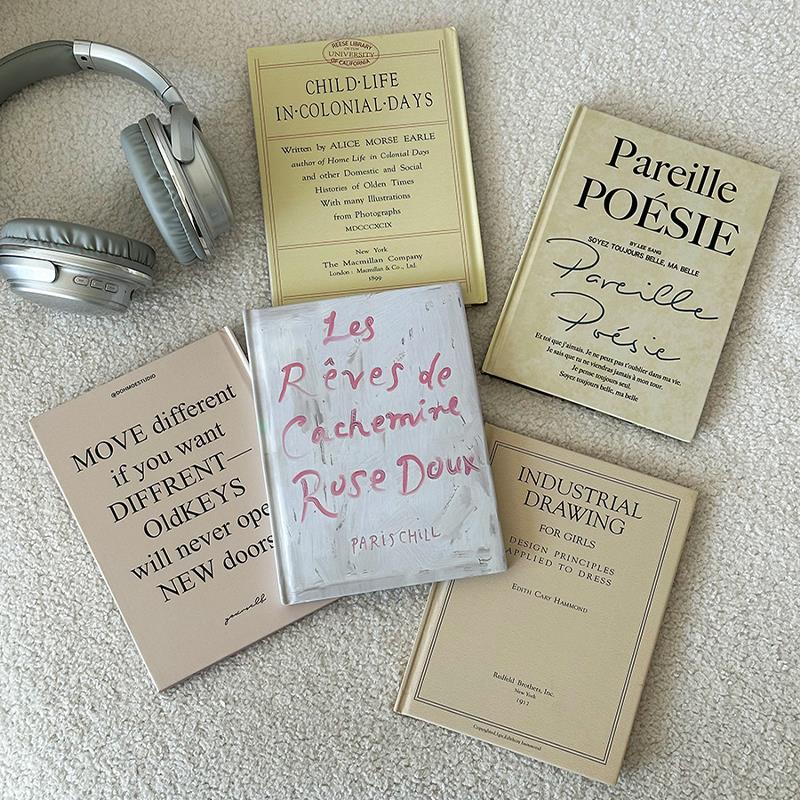 REESE LIBRARY
OF THE
UNIVERSITY
OF CALIFORNIA
CHILD·LIFE
IN·COLONIAL·DAYS
Written by ALICE MORSE EARLE
author of Home Life in Colonial Days
and other Domestic and Social
Histories of Olden Times
With many Illustrations
from Photographs
MDCCCXCIX
New York
The Macmillan Company
London: Macmillan & Co., Ltd.
1899
Pareille
POÉSIE
BY LEE SANG
SOYEZ TOUJOURS BELLE, MA BELLE
Pareille
Poésie
Et toi que j'aimais. Je ne peux pas t'oublier dans ma vie.
Je sais que tu ne viendras jamais à mon tour.
Je pense toujours seul.
Soyez toujours belle, ma belle
@DOHMOESTUDIO
MOVE different
if you want
DIFFRENT—
OldKEYS
will never ope
NEW doors
yourself
Les
Rêves de
Cachemire
Rose Doux
PARISCHILL
INDUSTRIAL
DRAWING
FOR GIRLS
DESIGN PRINCIPLES
APPLIED TO DRESS
EDITH CARY HAMMOND
Redfield Brothers, Inc.
New York
1912